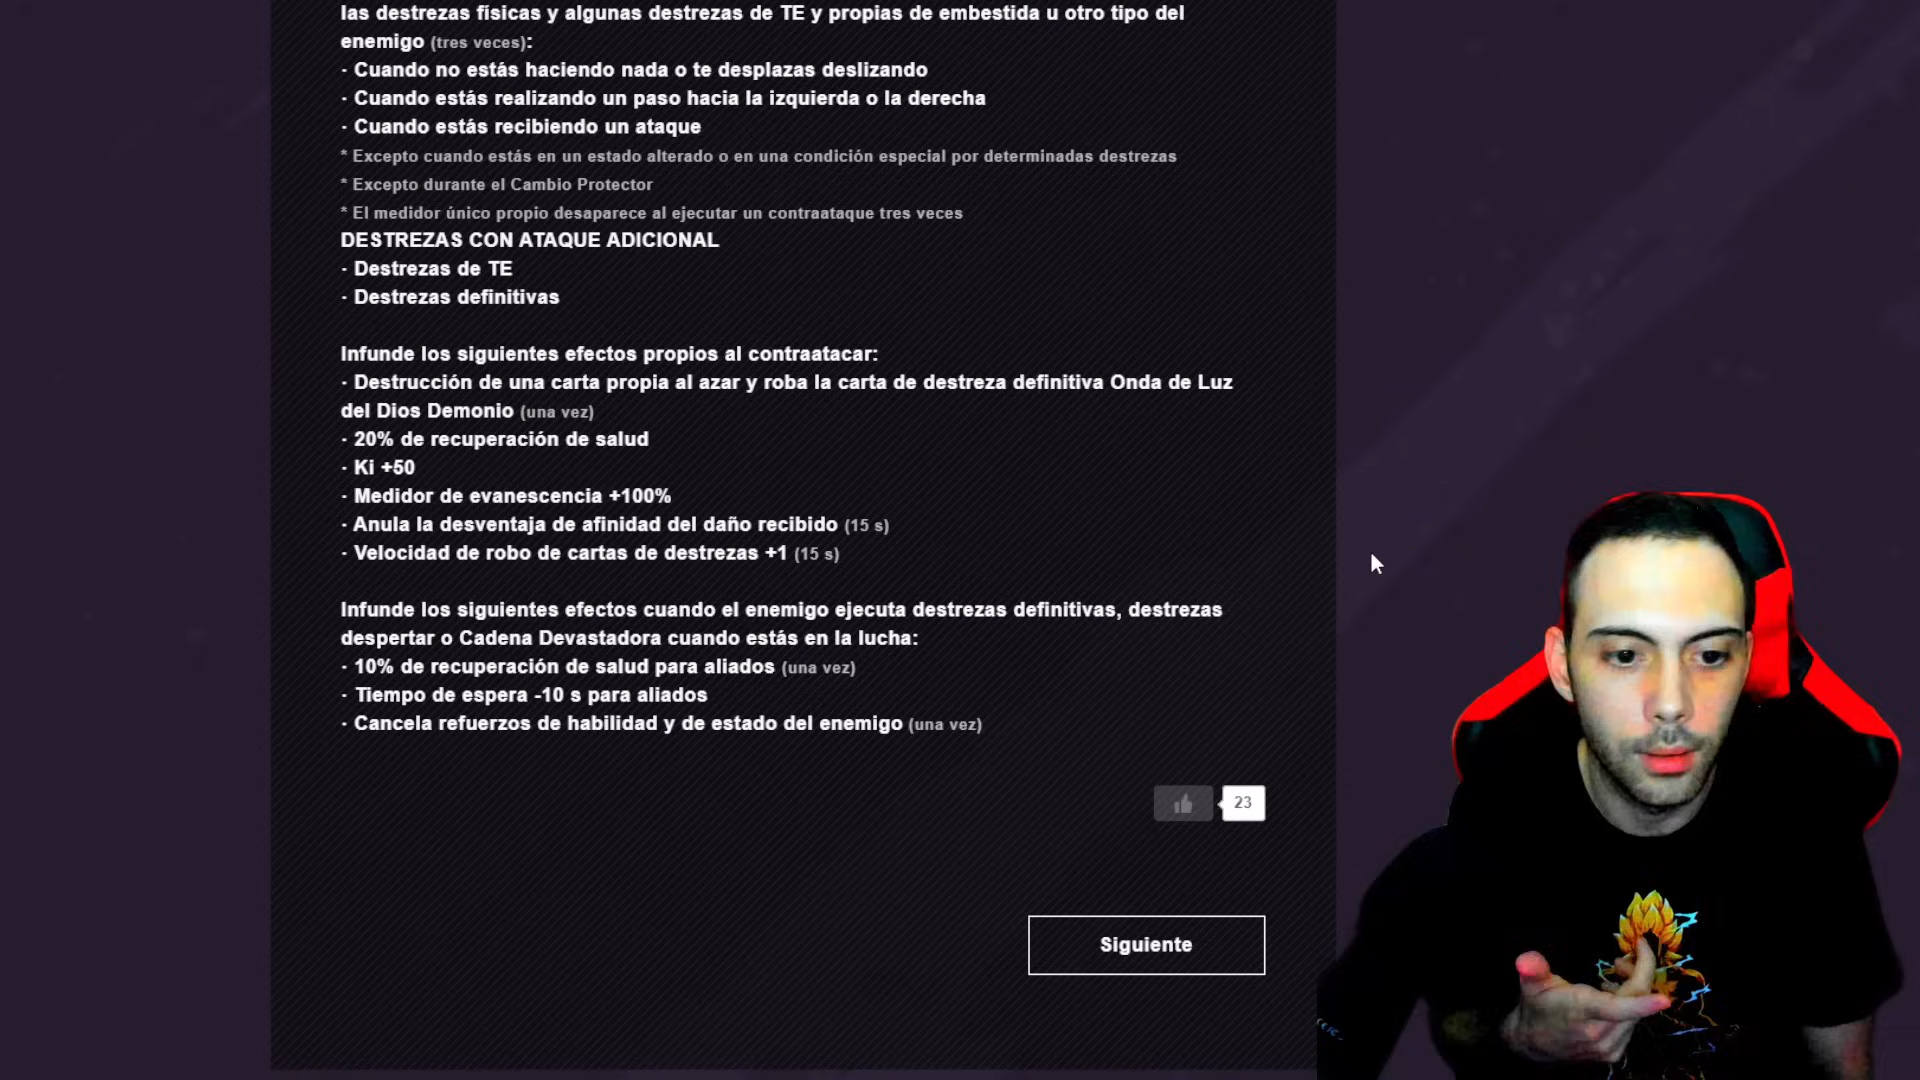 las destrezas físicas y algunas destrezas de TE y propias de embestida u otro tipo del
enemigo (tres veces):
· Cuando no estás haciendo nada o te desplazas deslizando
· Cuando estás realizando un paso hacia la izquierda o la derecha
· Cuando estás recibiendo un ataque
* Excepto cuando estás en un estado alterado o en una condición especial por determinadas destrezas
* Excepto durante el Cambio Protector
* El medidor único propio desaparece al ejecutar un contraataque tres veces
DESTREZAS CON ATAQUE ADICIONAL
· Destrezas de TE
· Destrezas definitivas
Infunde los siguientes efectos propios al contraatacar:
· Destrucción de una carta propia al azar y roba la carta de destreza definitiva Onda de Luz
del Dios Demonio (una vez)
· 20% de recuperación de salud
· Ki +50
· Medidor de evanescencia +100%
· Anula la desventaja de afinidad del daño recibido (15 s)
· Velocidad de robo de cartas de destrezas +1 (15 s)
Infunde los siguientes efectos cuando el enemigo ejecuta destrezas definitivas, destrezas
despertar o Cadena Devastadora cuando estás en la lucha:
· 10% de recuperación de salud para aliados (una vez)
· Tiempo de espera -10 s para aliados
· Cancela refuerzos de habilidad y de estado del enemigo (una vez)
23
Siguiente